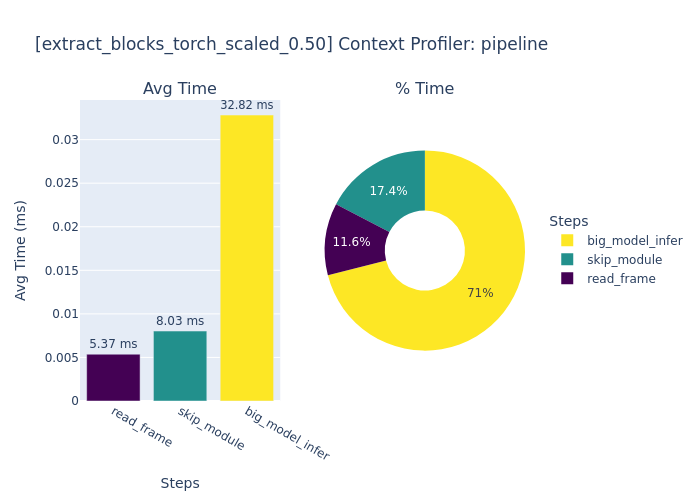 [extract_blocks_torch_scaled_0.50] Context Profiler: pipeline
Avg Time
% Time
32.82 ms
8.03 ms
5.37 ms
0.03
0.025
0.02
0.015
0.01
0.005
0
Avg Time (ms)
read_frame
skip_module
big_model_infer
Steps
17.4%
11.6%
71%
Steps
big_model_infer
skip_module
read_frame